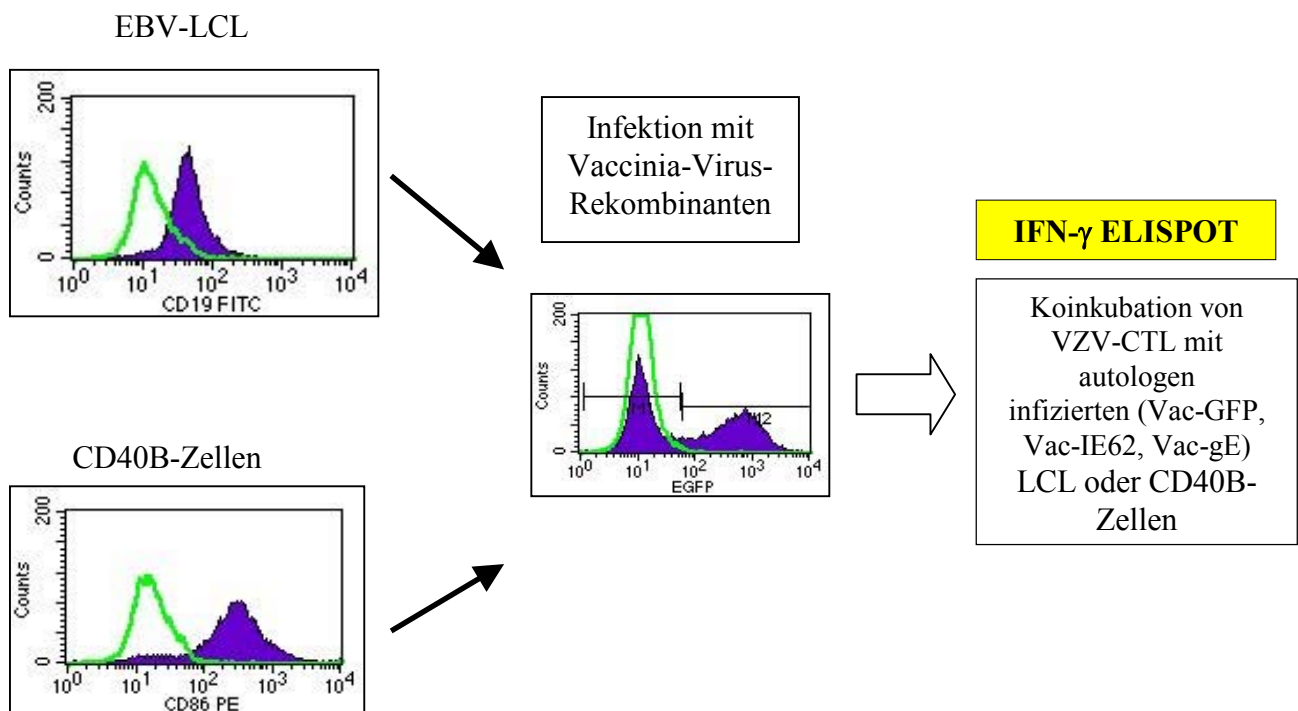 EBV-LCL
200
Counts
0
10^0 10^1 10^2 10^3 10^4
CD19 FITC
CD40B-Zellen
200
Counts
0
10^0 10^1 10^2 10^3 10^4
CD86 PE
Infektion mit
Vaccinia-Virus-
Rekombinanten
200
Counts
0
M2
10^0 10^1 10^2 10^3 10^4
EGFP
IFN-γ ELISPOT
Koinkubation von
VZV-CTL mit
autologen
infizierten (Vac-GFP,
Vac-IE62, Vac-gE)
LCL oder CD40B-
Zellen